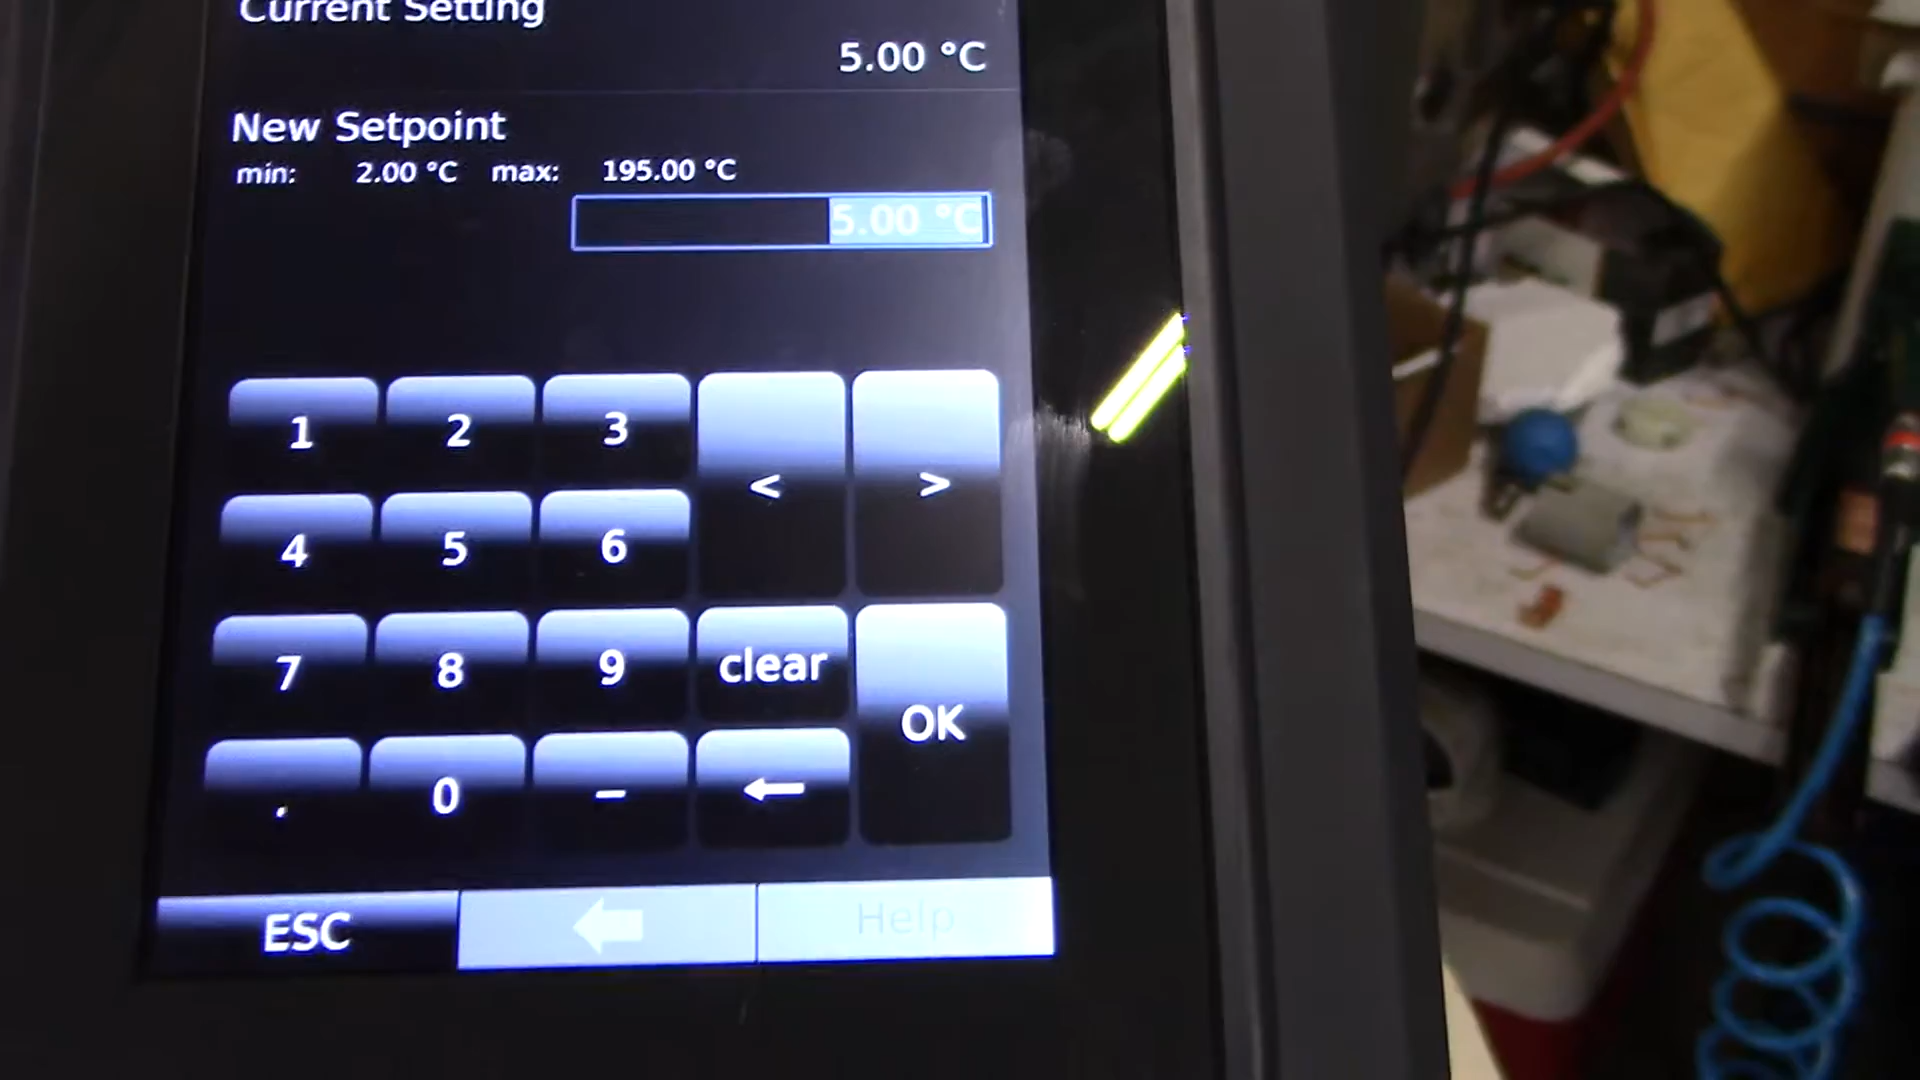 Current Setting
5.00 °C
New Setpoint
min: 2.00 °C max: 195.00 °C
5.00 °C
1 2 3 < >
4 5 6
7 8 9 clear OK
. 0 –
ESC Help